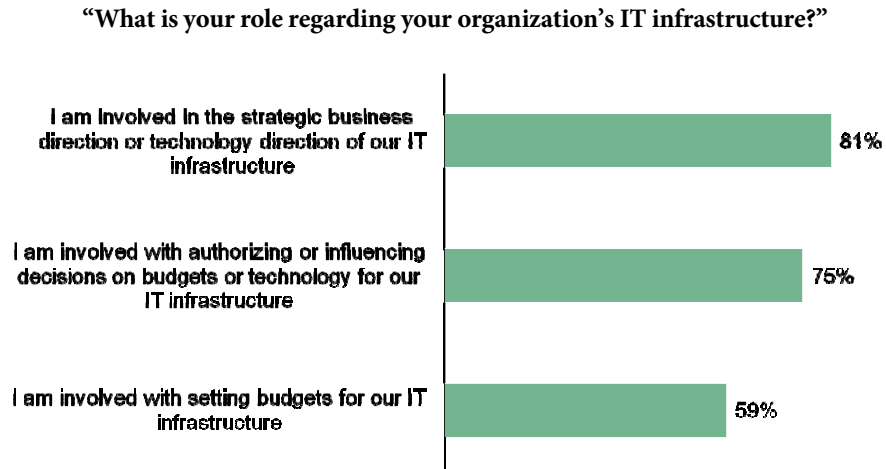 “What is your role regarding your organization’s IT infrastructure?”
I am involved in the strategic business
direction or technology direction of our IT
infrastructure
81%
I am involved with authorizing or influencing
decisions on budgets or technology for our
IT infrastructure
75%
I am involved with setting budgets for our IT
infrastructure
59%